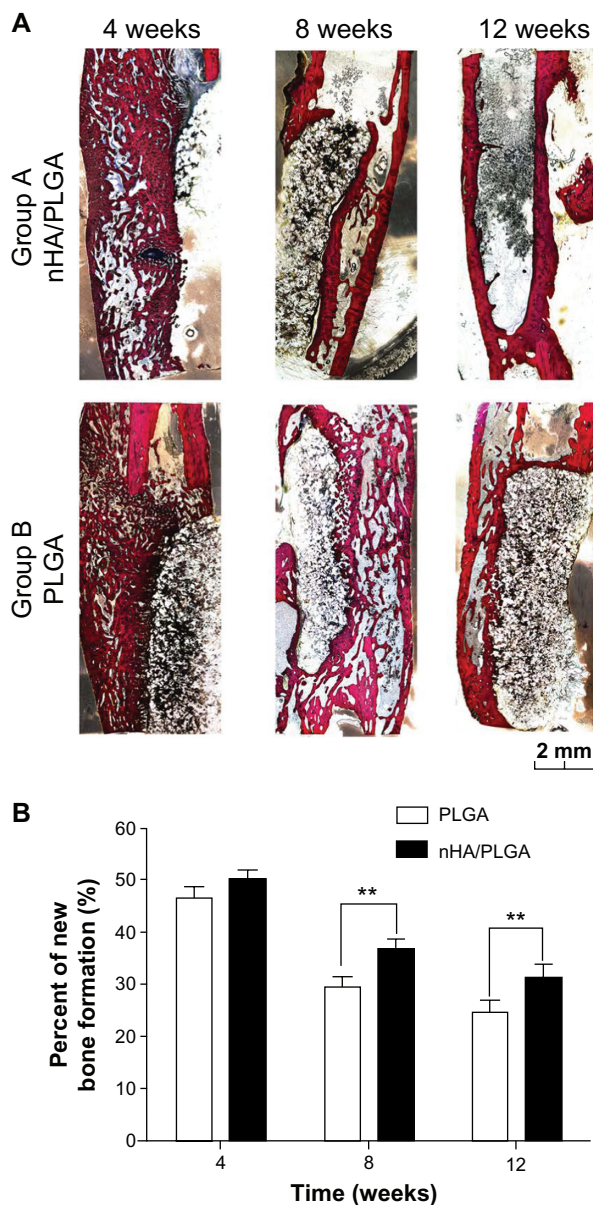 A
4 weeks
8 weeks
12 weeks
Group A
nHA/PLGA
Group B
PLGA
2 mm
B
PLGA
nHA/PLGA
60
50
40
30
20
10
0
**
**
Percent of new
bone formation (%)
4
8
12
Time (weeks)